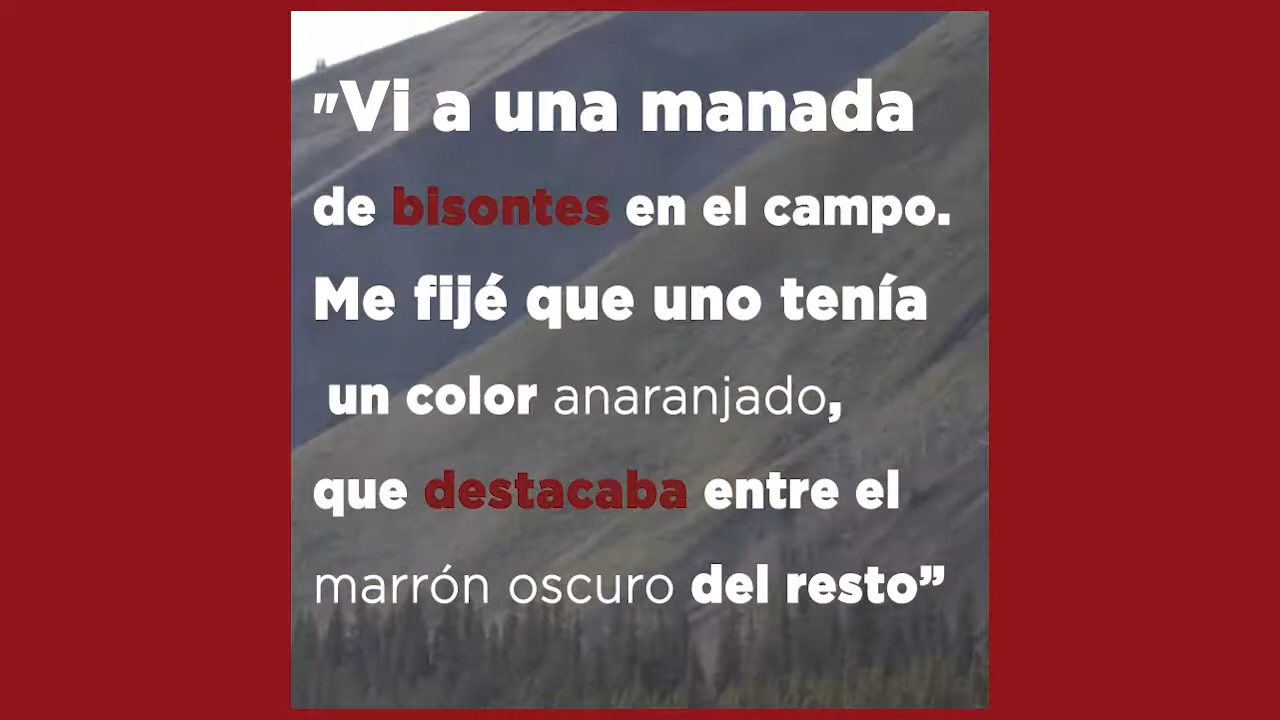 "Vi a una manada
de bisontes en el campo.
Me fijé que uno tenía
un color anaranjado,
que destacaba entre el
marrón oscuro del resto”